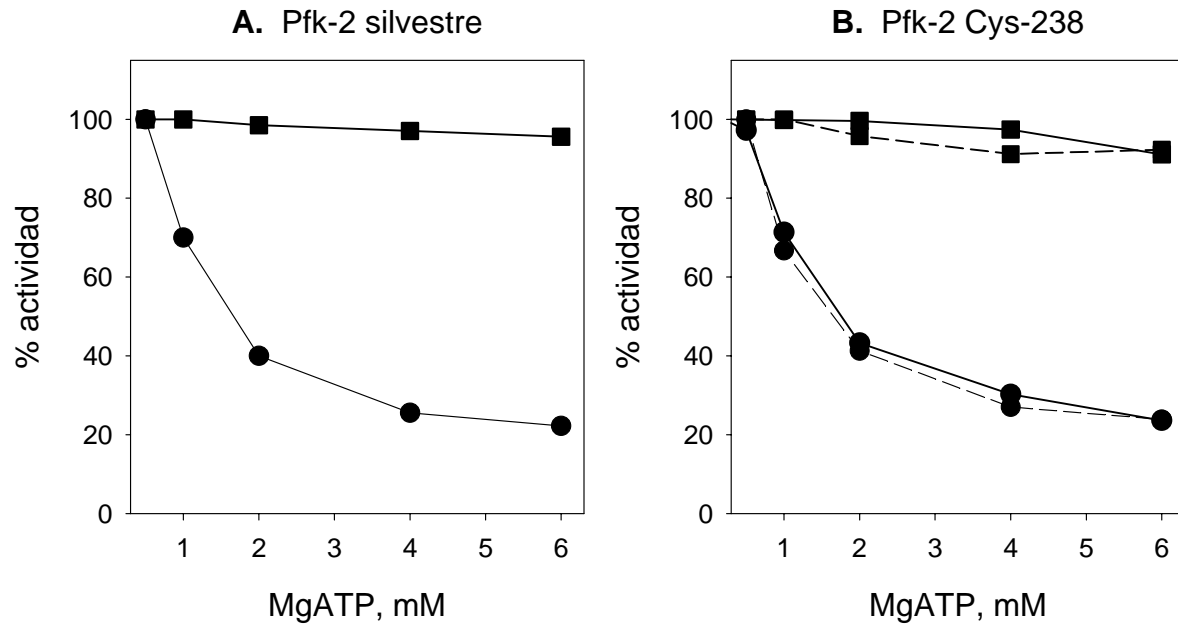 A. Pfk-2 silvestre
% actividad
100
80
60
40
20
0
1 2 3 4 5 6
MgATP, mM
B. Pfk-2 Cys-238
% actividad
100
80
60
40
20
0
1 2 3 4 5 6
MgATP, mM